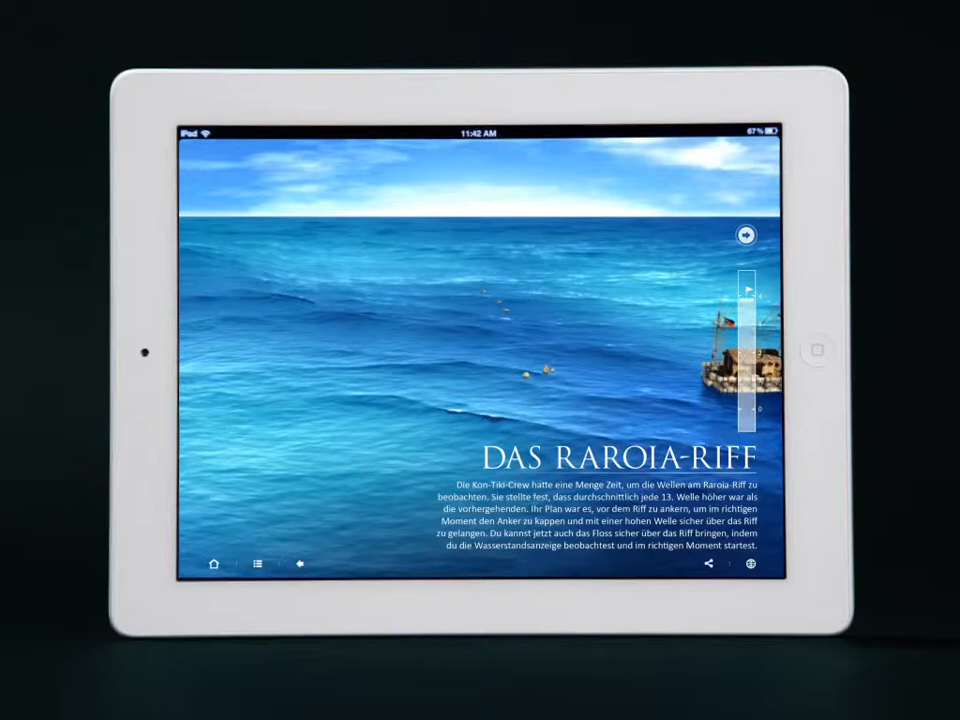 iPad
11:42 AM
67%
4
0
DAS RAROIA-RIFF
Die Kon-Tiki-Crew hatte eine Menge Zeit, um die Wellen am Raroia-Riff zu
beobachten. Sie stellte fest, dass durchschnittlich jede 13. Welle höher war als
die vorhergehenden. Ihr Plan war es, vor dem Riff zu ankern, um im richtigen
Moment den Anker zu kappen und mit einer hohen Welle sicher über das Riff
zu gelangen. Du kannst jetzt auch das Floss sicher über das Riff bringen, indem
du die Wasserstandsanzeige beobachtest und im richtigen Moment startest.